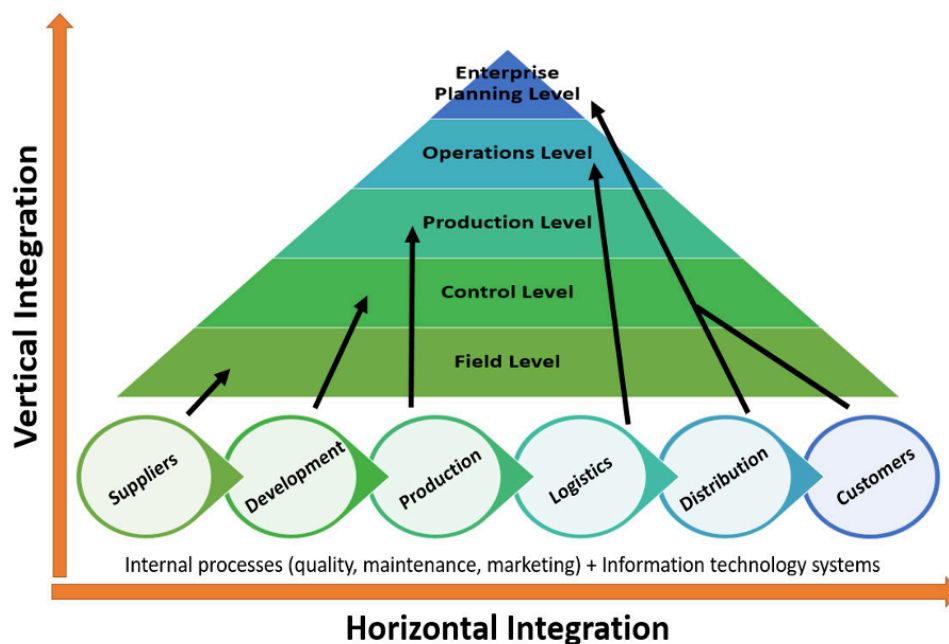 Enterprise
Planning Level
Operations Level
Production Level
Control Level
Field Level
Vertical Integration
Suppliers
Development
Production
Logistics
Distribution
Customers
Internal processes (quality, maintenance, marketing) + Information technology systems
Horizontal Integration